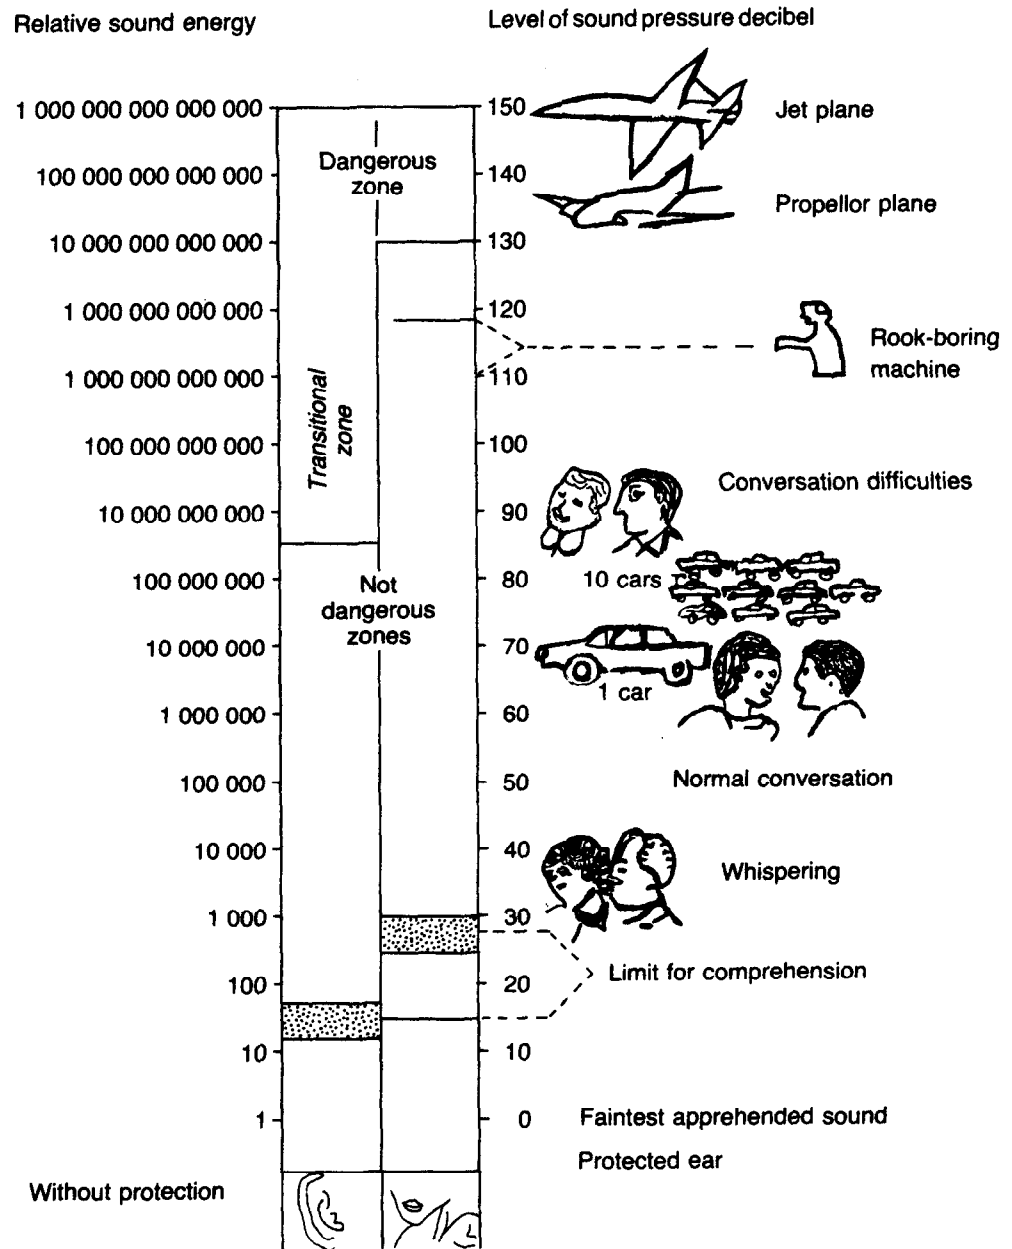 Relative sound energy
Level of sound pressure decibel
1 000 000 000 000 000
150
Jet plane
Dangerous
zone
100 000 000 000 000
140
Propellor plane
10 000 000 000 000
130
1 000 000 000 000
120
Rook-boring
machine
1 000 000 000 000
110
Transitional
zone
100 000 000 000
100
Conversation difficulties
10 000 000 000
90
100 000 000
80
10 cars
Not
dangerous
zones
10 000 000
70
1 car
1 000 000
60
100 000
50
Normal conversation
10 000
40
Whispering
1 000
30
Limit for comprehension
100
20
10
10
1
0
Faintest apprehended sound
Protected ear
Without protection